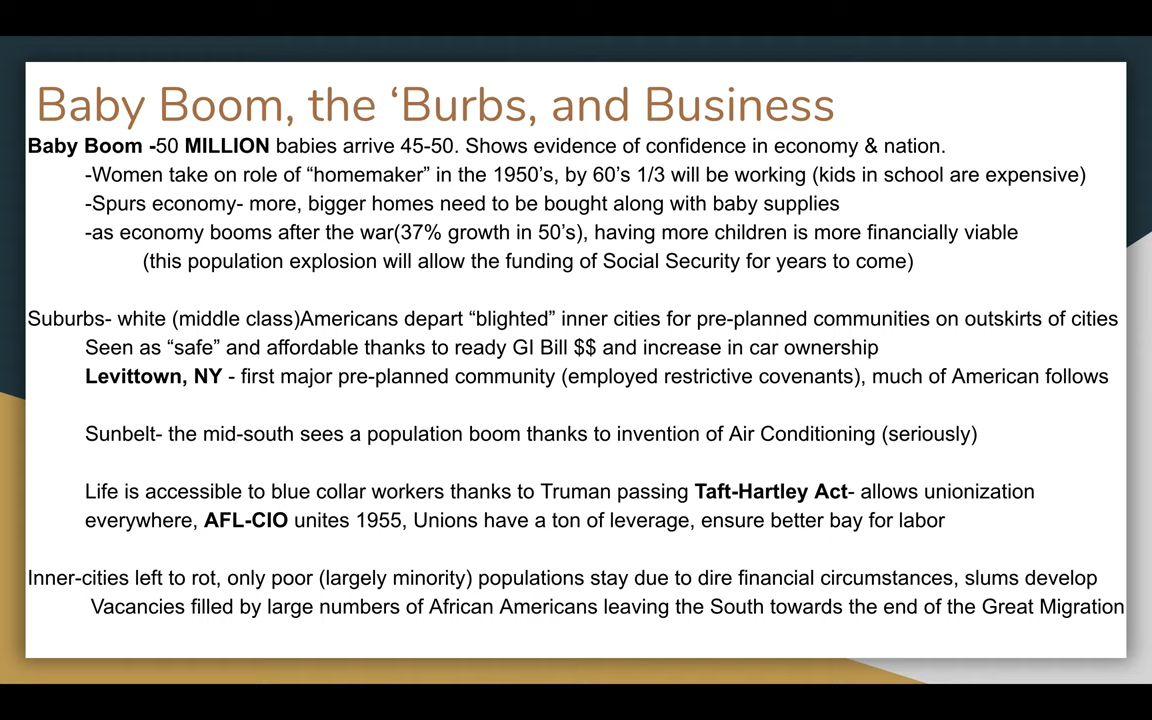 Baby Boom, the ‘Burbs, and Business
Baby Boom -50 MILLION babies arrive 45-50. Shows evidence of confidence in economy & nation.
-Women take on role of “homemaker” in the 1950’s, by 60’s 1/3 will be working (kids in school are expensive)
-Spurs economy- more, bigger homes need to be bought along with baby supplies
-as economy booms after the war(37% growth in 50’s), having more children is more financially viable
(this population explosion will allow the funding of Social Security for years to come)
Suburbs- white (middle class)Americans depart “blighted” inner cities for pre-planned communities on outskirts of cities
Seen as “safe” and affordable thanks to ready GI Bill $$ and increase in car ownership
Levittown, NY - first major pre-planned community (employed restrictive covenants), much of American follows
Sunbelt- the mid-south sees a population boom thanks to invention of Air Conditioning (seriously)
Life is accessible to blue collar workers thanks to Truman passing Taft-Hartley Act- allows unionization
everywhere, AFL-CIO unites 1955, Unions have a ton of leverage, ensure better bay for labor
Inner-cities left to rot, only poor (largely minority) populations stay due to dire financial circumstances, slums develop
Vacancies filled by large numbers of African Americans leaving the South towards the end of the Great Migration